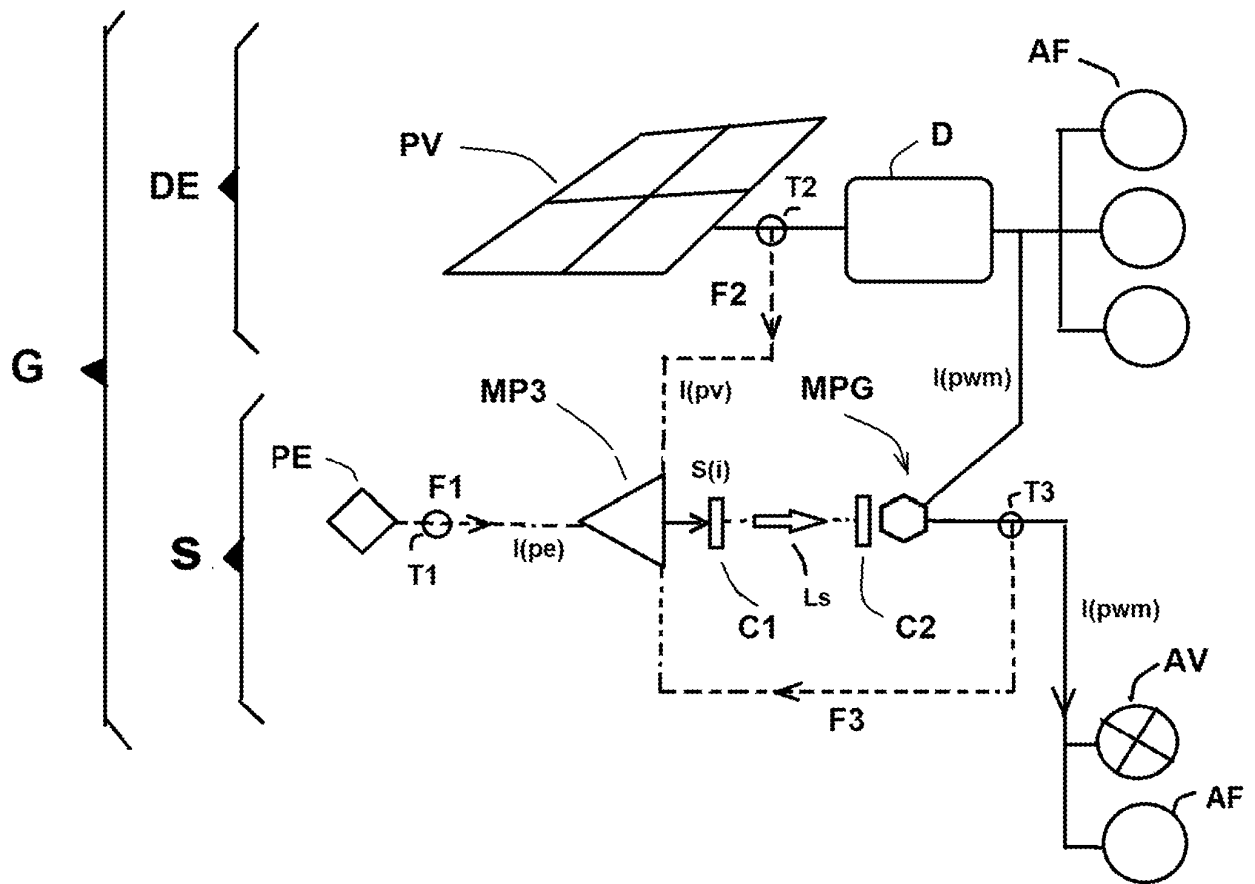 AF
D
PV
T2
DE
F2
G
I(pv)
I(pwm)
MP3
MPG
PE
S(i)
F1
T3
I(pe)
T1
S
Ls
C1
C2
I(pwm)
AV
F3
AF